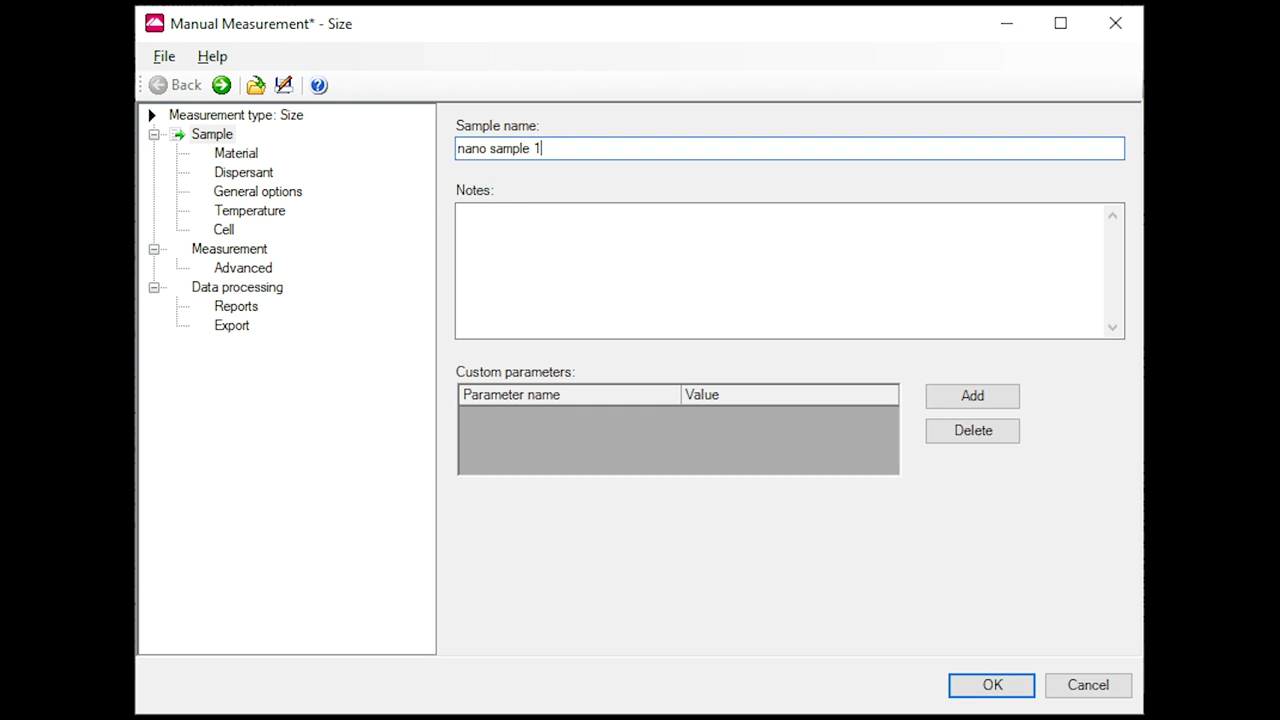 Manual Measurement* - Size
File Help
Back
Measurement type: Size
Sample
Material
Dispersant
General options
Temperature
Cell
Measurement
Advanced
Data processing
Reports
Export
Sample name:
nano sample 1
Notes:
Custom parameters:
Parameter name Value
Add
Delete
OK Cancel